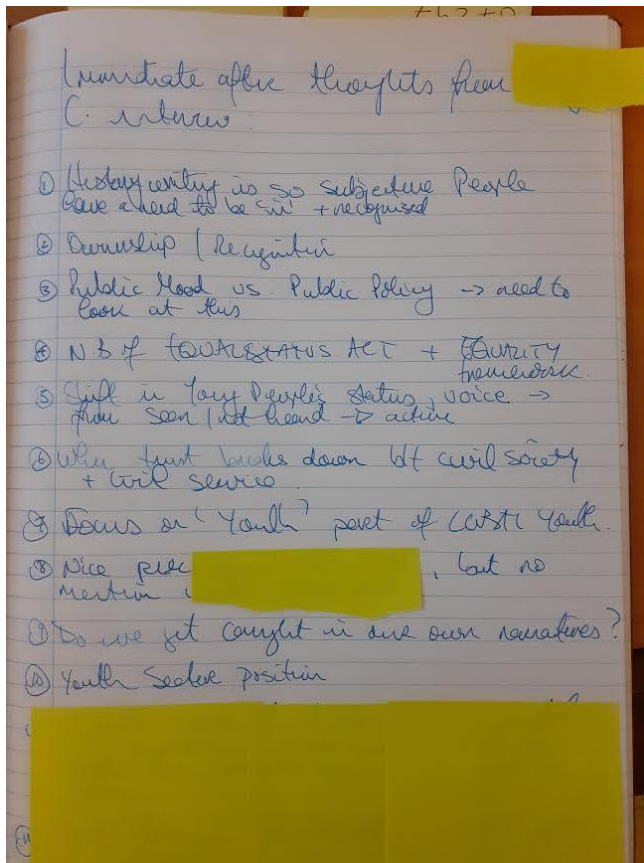 Immediate after thoughts from
C. interview
① History writing is so subjective People
have a need to be 'in' + recognised
② Ownership / Recognition
③ Public Mood vs. Public Policy → need to
look at this
④ NB of EQUAL STATUS ACT + EQUALITY
framework.
⑤ Shift in Young People's status, voice →
from seen / not heard → active
⑥ When trust breaks down bt civil society
+ civil service.
⑦ Focus on 'Youth' part of LGBTI Youth.
⑧ Nice , but no
mention
⑨ Do we get caught in our own narratives?
⑩ Youth Sector position